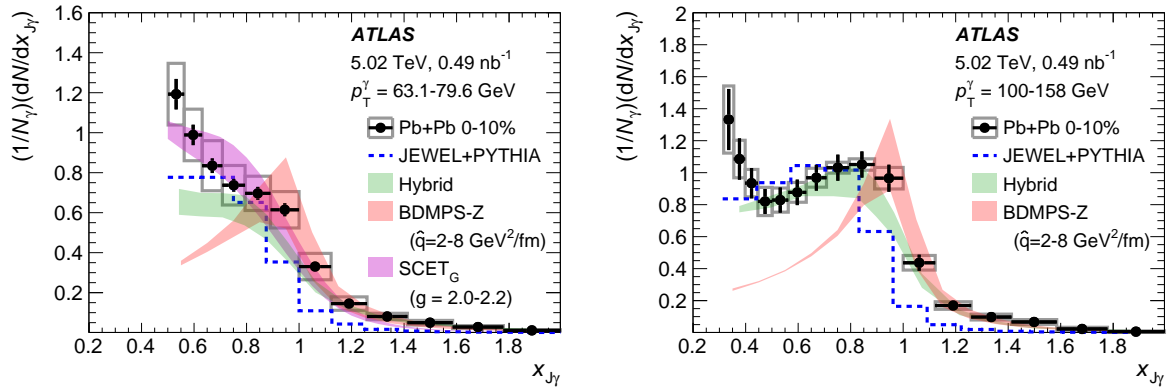 ATLAS
5.02 TeV, 0.49 nb⁻¹
p_T^γ = 63.1-79.6 GeV
Pb+Pb 0-10%
JEWEL+PYTHIA
Hybrid
BDMPS-Z
(q̂=2-8 GeV²/fm)
SCET_G
(g = 2.0-2.2)
(1/N_γ)(dN/dx_Jγ)
1.6
1.4
1.2
1
0.8
0.6
0.4
0.2
0.2 0.4 0.6 0.8 1 1.2 1.4 1.6 1.8
x_Jγ
ATLAS
5.02 TeV, 0.49 nb⁻¹
p_T^γ = 100-158 GeV
Pb+Pb 0-10%
JEWEL+PYTHIA
Hybrid
BDMPS-Z
(q̂=2-8 GeV²/fm)
(1/N_γ)(dN/dx_Jγ)
2
1.8
1.6
1.4
1.2
1
0.8
0.6
0.4
0.2
0.2 0.4 0.6 0.8 1 1.2 1.4 1.6 1.8
x_Jγ